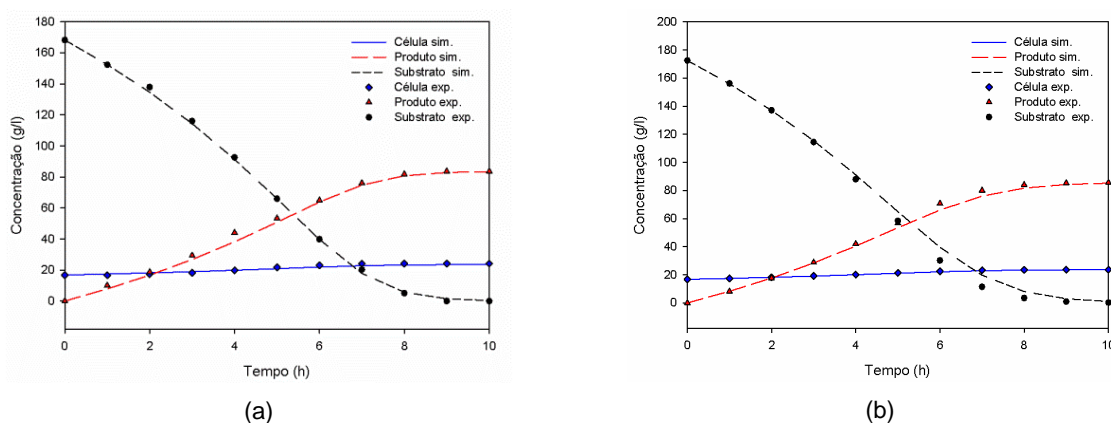 180
160
140
120
100
80
60
40
20
0
Concentração (g/l)
Célula sim.
Produto sim.
Substrato sim.
Célula exp.
Produto exp.
Substrato exp.
0 2 4 6 8 10
Tempo (h)
(a)
200
180
160
140
120
100
80
60
40
20
0
Concentração (g/l)
Célula sim.
Produto sim.
Substrato sim.
Célula exp.
Produto exp.
Substrato exp.
0 2 4 6 8 10
Tempo (h)
(b)